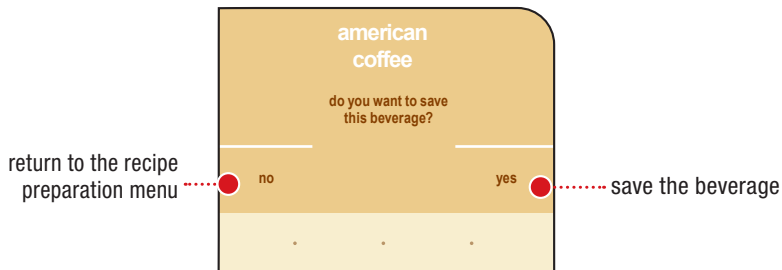 american
coffee
do you want to save
this beverage?
return to the recipe
preparation menu
no
yes
save the beverage